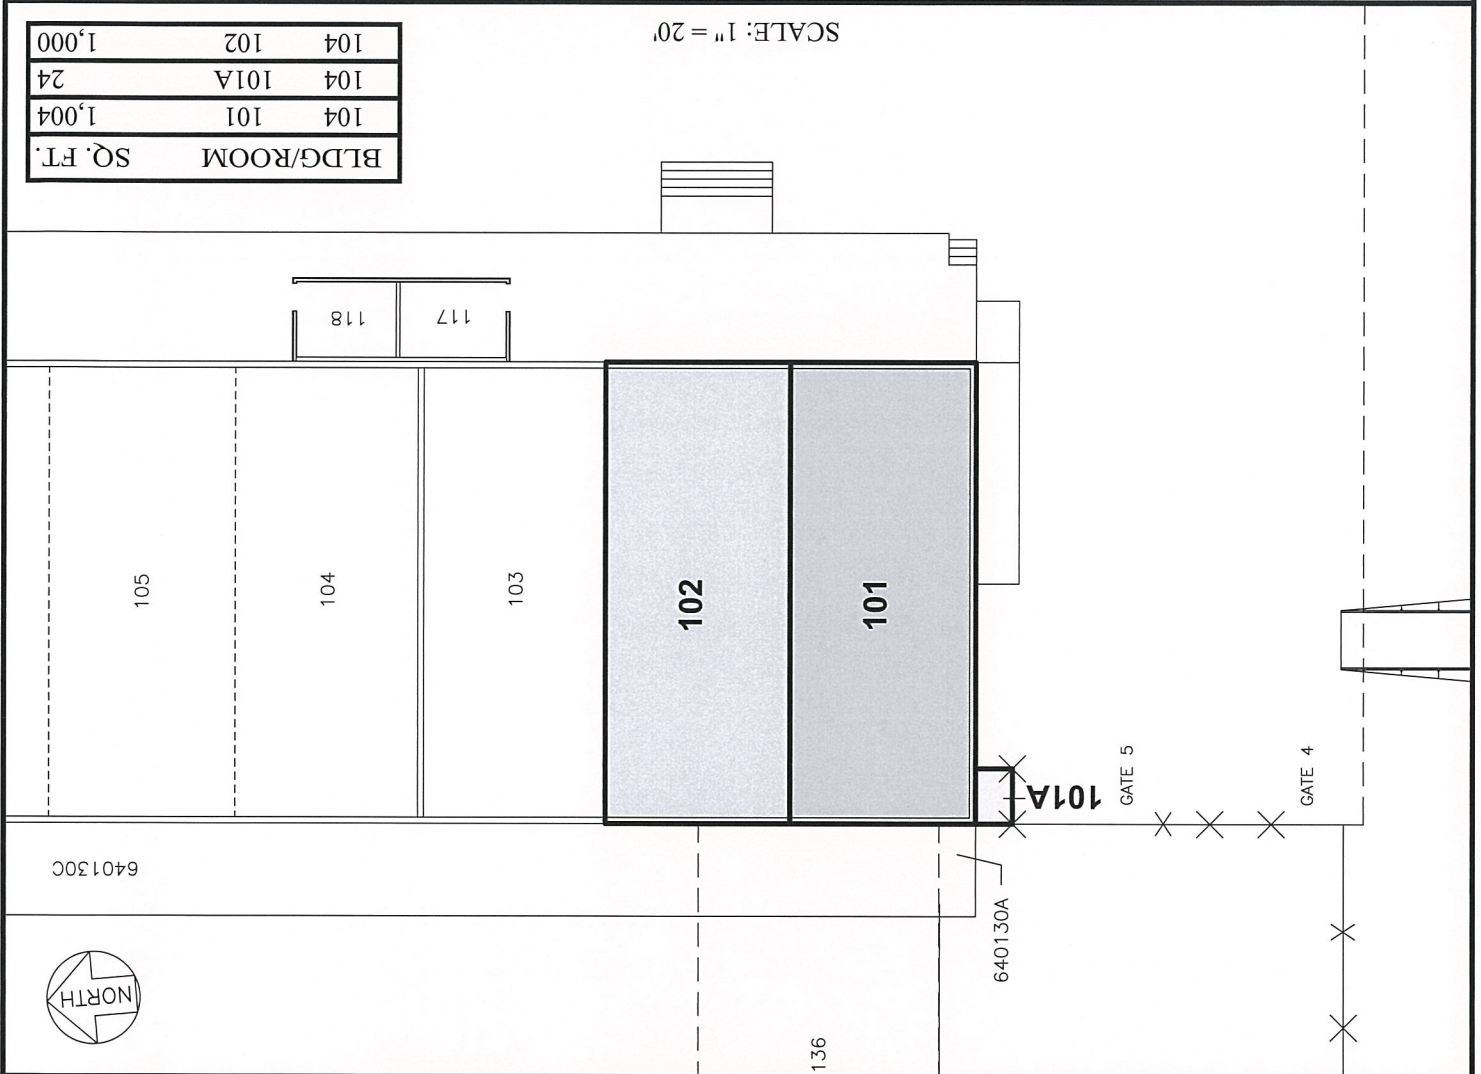 SCALE: 1" = 20'
BLDG/ROOM SQ. FT.
104 101 1,004
104 101A 24
104 102 1,000
118
117
105
104
103
102
101
101A
GATE 5
GATE 4
640130C
640130A
NORTH
136